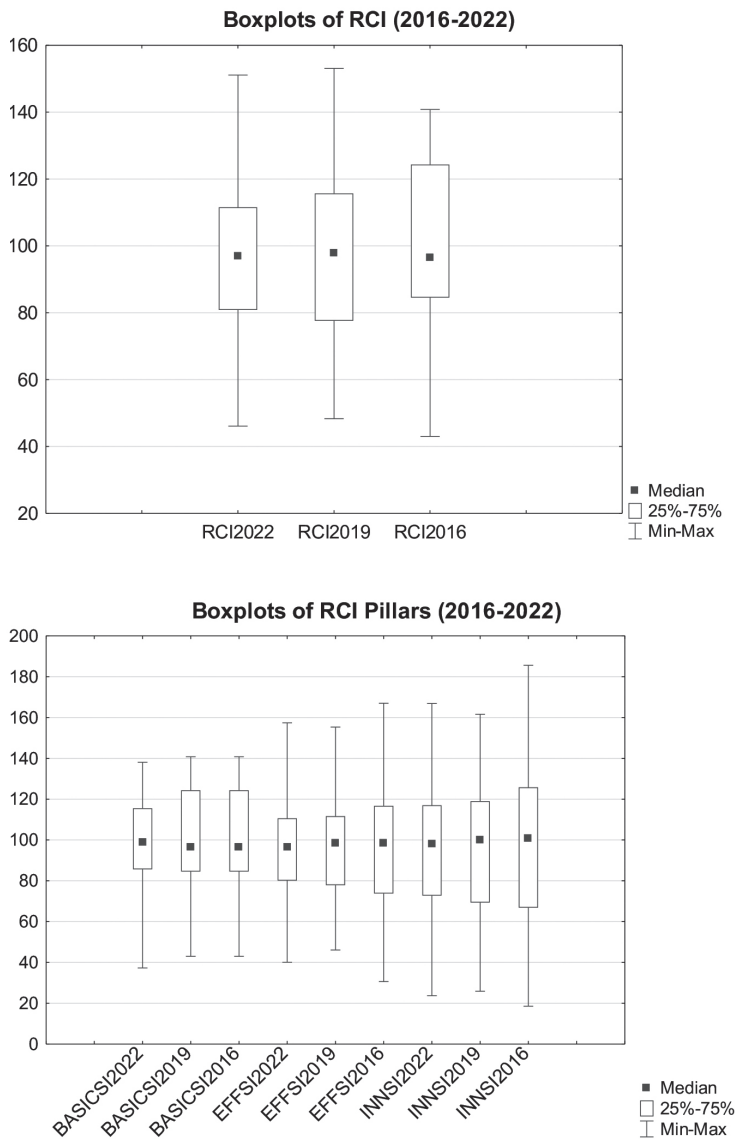 Boxplots of RCI (2016-2022)
160
140
120
100
80
60
40
20
RCI2022 RCI2019 RCI2016
Median
25%-75%
Min-Max
Boxplots of RCI Pillars (2016-2022)
200
180
160
140
120
100
80
60
40
20
0
BASICSI2022
BASICSI2019
BASICSI2016
EFFSI2022
EFFSI2019
EFFSI2016
INNSI2022
INNSI2019
INNSI2016
Median
25%-75%
Min-Max